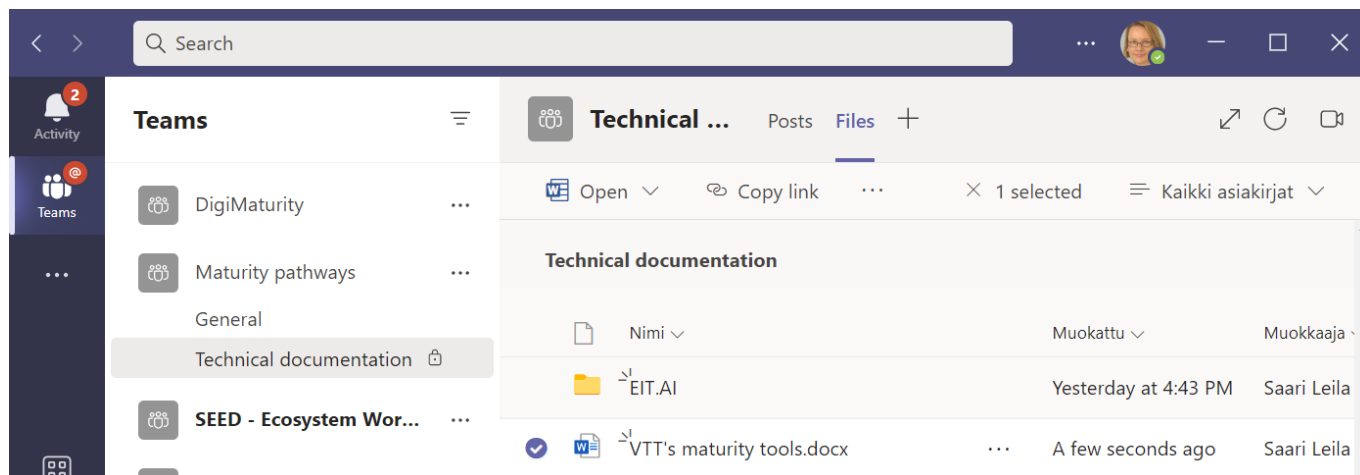 Search
2
Activity
Teams
Technical ...
Posts Files
@
Teams
DigiMaturity
Open Copy link ... 1 selected Kaikki asiakirjat
Maturity pathways
General
Technical documentation
Technical documentation
Nimi Muokattu Muokkaaja
EIT.AI Yesterday at 4:43 PM Saari Leila
SEED - Ecosystem Wor...
VTT's maturity tools.docx A few seconds ago Saari Leila